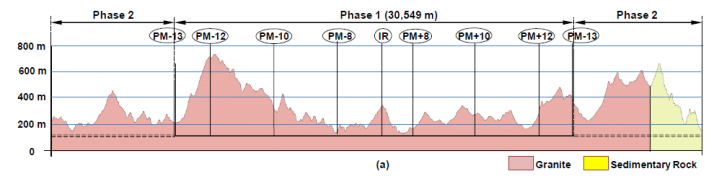 Phase 2 Phase 1 (30,549 m) Phase 2
PM-13 PM-12 PM-10 PM-8 IR PM+8 PM+10 PM+12 PM-13
800 m
600 m
400 m
200 m
0
(a)
Granite Sedimentary Rock